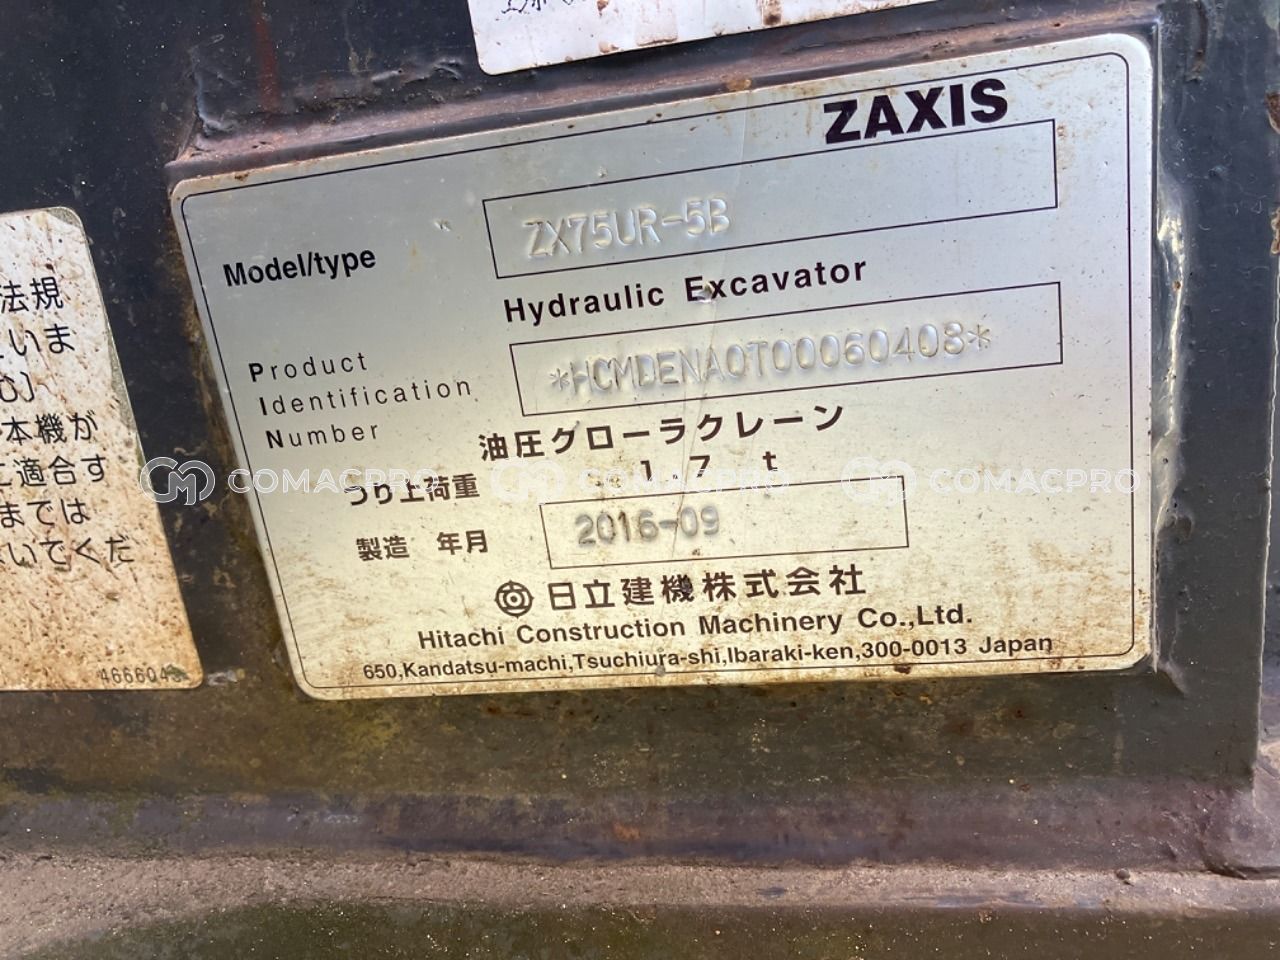 ZAXIS
Model/type
ZX75UR-5B
Hydraulic Excavator
Product
Identification
Number
*HCMDENA0T00060408*
油圧クローラクレーン
つり上荷重 1.7 t
製造 年月 2016-09
日立建機株式会社
Hitachi Construction Machinery Co.,Ltd.
650,Kandatsu-machi,Tsuchiura-shi,Ibaraki-ken,300-0013 Japan
COMACPRO COMACPRO COMACPRO
法規
いま
本機が
適合す
までは
いでくだ